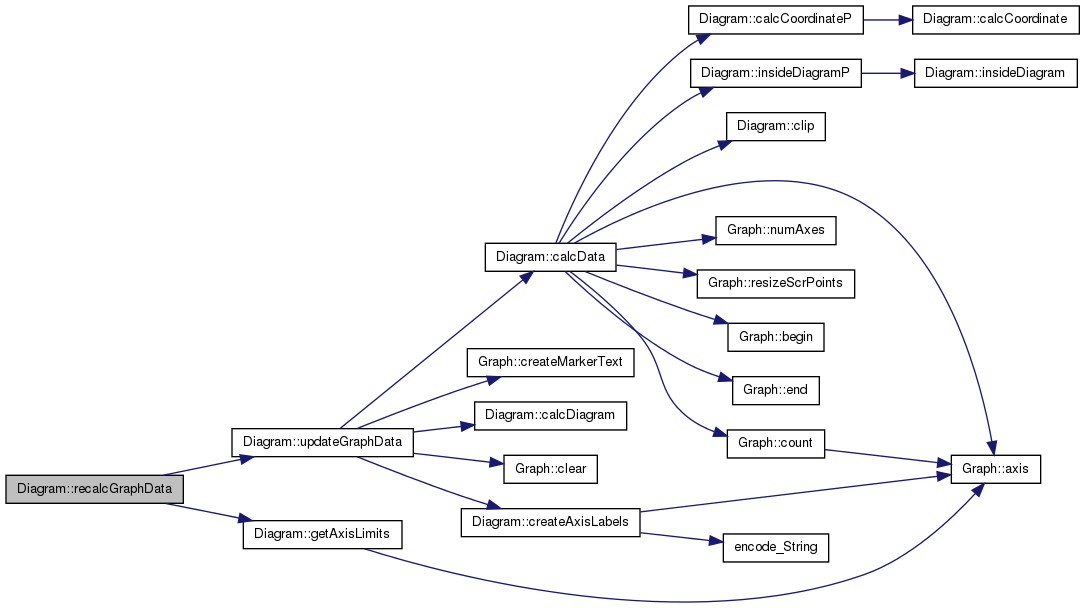 Diagram::calcCoordinateP
Diagram::calcCoordinate
Diagram::insideDiagramP
Diagram::insideDiagram
Diagram::clip
Graph::numAxes
Diagram::calcData
Graph::resizeScrPoints
Graph::begin
Graph::createMarkerText
Graph::end
Diagram::calcDiagram
Diagram::updateGraphData
Graph::count
Graph::clear
Graph::axis
Diagram::recalcGraphData
Diagram::createAxisLabels
Diagram::getAxisLimits
encode_String